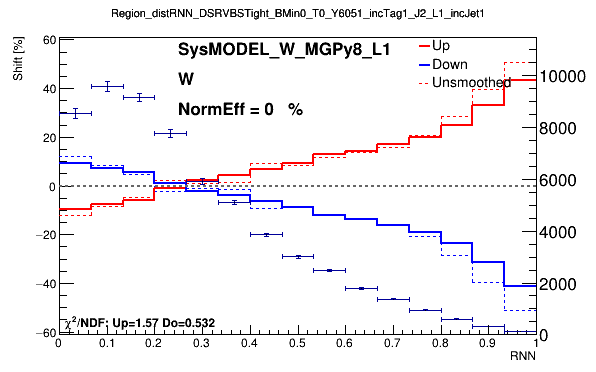 Region_distRNN_DSRVBSTight_BMin0_T0_Y6051_incTag1_J2_L1_incJet1
Shift [%]
SysMODEL_W_MGPy8_L1
W
NormEff = 0 %
Up
Down
Unsmoothed
60
40
20
0
−20
−40
−60
10000
8000
6000
4000
2000
0
χ²/NDF: Up=1.57 Do=0.532
0 0.1 0.2 0.3 0.4 0.5 0.6 0.7 0.8 0.9 1
RNN